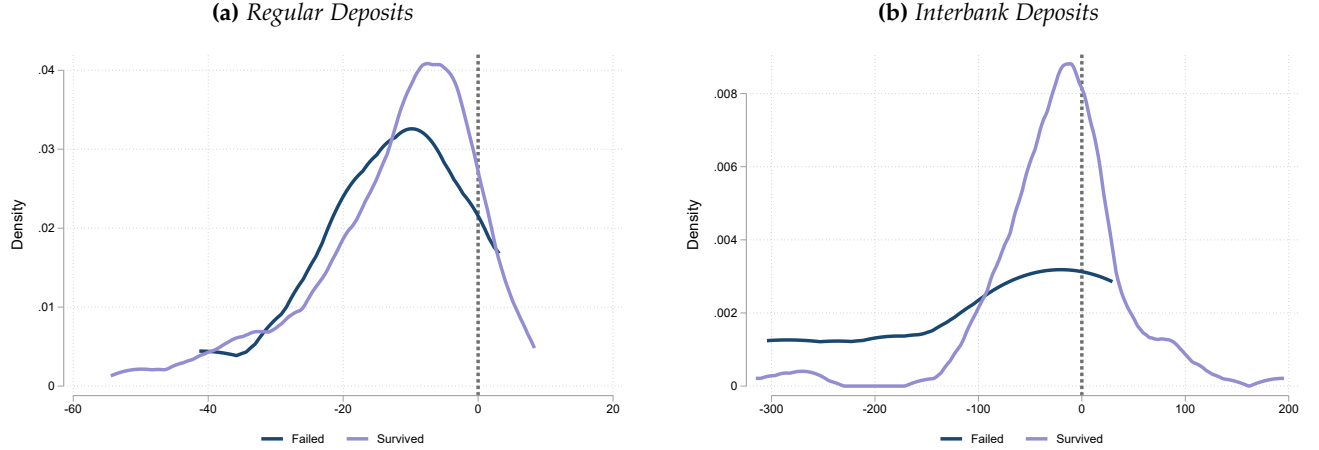 (a) Regular Deposits
Density
.04
.03
.02
.01
0
-60 -40 -20 0 20
Failed Survived
(b) Interbank Deposits
Density
.008
.006
.004
.002
0
-300 -200 -100 0 100 200
Failed Survived